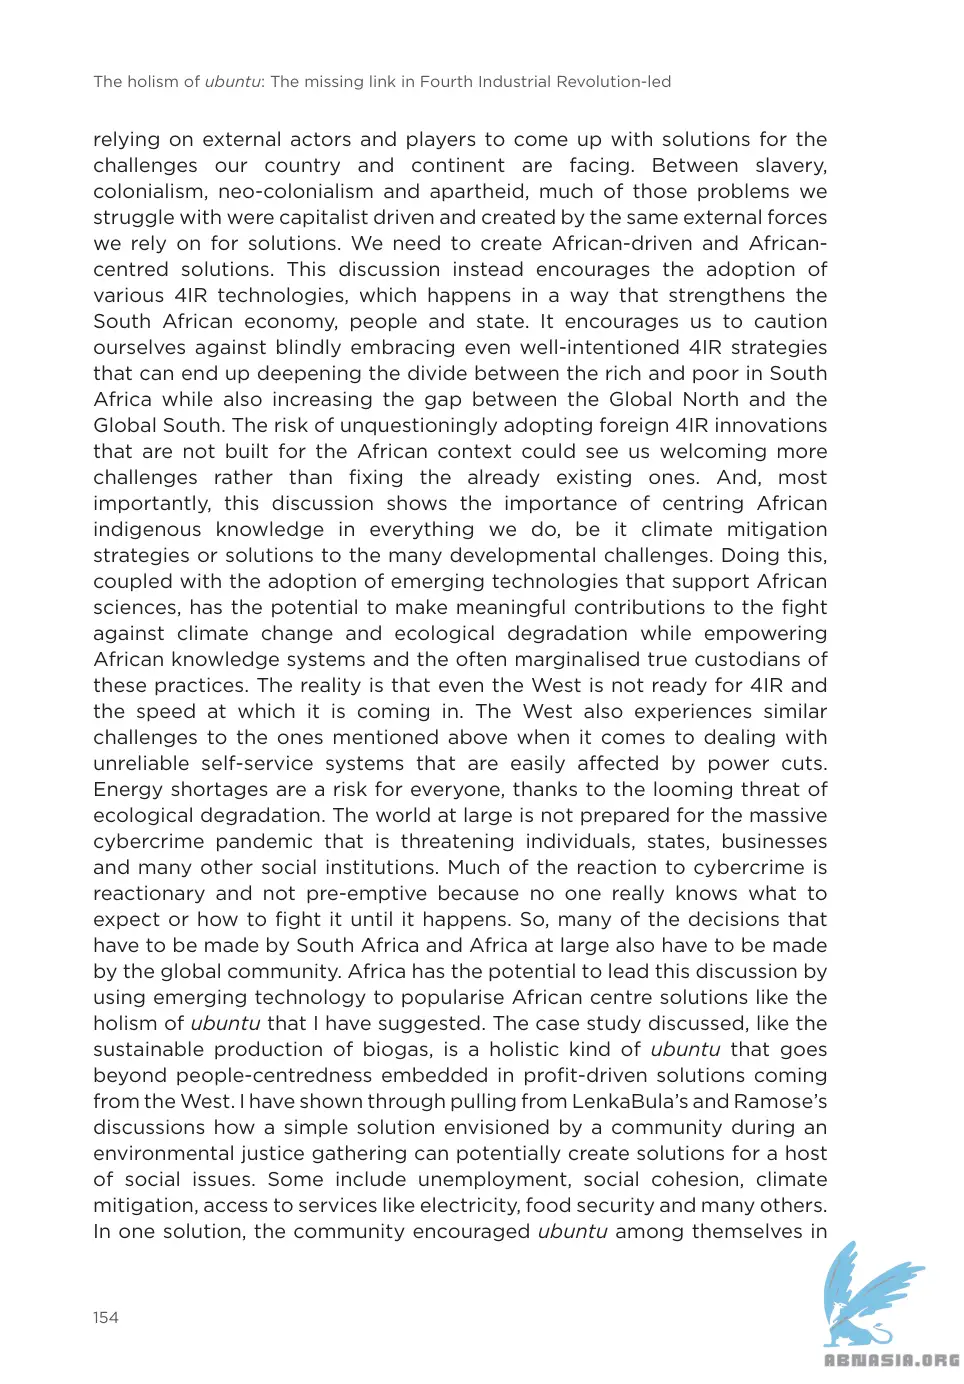 The holism of ubuntu: The missing link in Fourth Industrial Revolution-led
relying on external actors and players to come up with solutions for the
challenges our country and continent are facing. Between slavery,
colonialism, neo-colonialism and apartheid, much of those problems we
struggle with were capitalist driven and created by the same external forces
we rely on for solutions. We need to create African-driven and African-
centred solutions. This discussion instead encourages the adoption of
various 4IR technologies, which happens in a way that strengthens the
South African economy, people and state. It encourages us to caution
ourselves against blindly embracing even well-intentioned 4IR strategies
that can end up deepening the divide between the rich and poor in South
Africa while also increasing the gap between the Global North and the
Global South. The risk of unquestioningly adopting foreign 4IR innovations
that are not built for the African context could see us welcoming more
challenges rather than fixing the already existing ones. And, most
importantly, this discussion shows the importance of centring African
indigenous knowledge in everything we do, be it climate mitigation
strategies or solutions to the many developmental challenges. Doing this,
coupled with the adoption of emerging technologies that support African
sciences, has the potential to make meaningful contributions to the fight
against climate change and ecological degradation while empowering
African knowledge systems and the often marginalised true custodians of
these practices. The reality is that even the West is not ready for 4IR and
the speed at which it is coming in. The West also experiences similar
challenges to the ones mentioned above when it comes to dealing with
unreliable self-service systems that are easily affected by power cuts.
Energy shortages are a risk for everyone, thanks to the looming threat of
ecological degradation. The world at large is not prepared for the massive
cybercrime pandemic that is threatening individuals, states, businesses
and many other social institutions. Much of the reaction to cybercrime is
reactionary and not pre-emptive because no one really knows what to
expect or how to fight it until it happens. So, many of the decisions that
have to be made by South Africa and Africa at large also have to be made
by the global community. Africa has the potential to lead this discussion by
using emerging technology to popularise African centre solutions like the
holism of ubuntu that I have suggested. The case study discussed, like the
sustainable production of biogas, is a holistic kind of ubuntu that goes
beyond people-centredness embedded in profit-driven solutions coming
from the West. I have shown through pulling from LenkaBula's and Ramose's
discussions how a simple solution envisioned by a community during an
environmental justice gathering can potentially create solutions for a host
of social issues. Some include unemployment, social cohesion, climate
mitigation, access to services like electricity, food security and many others.
In one solution, the community encouraged ubuntu among themselves in
154
ABNASIA.ORG